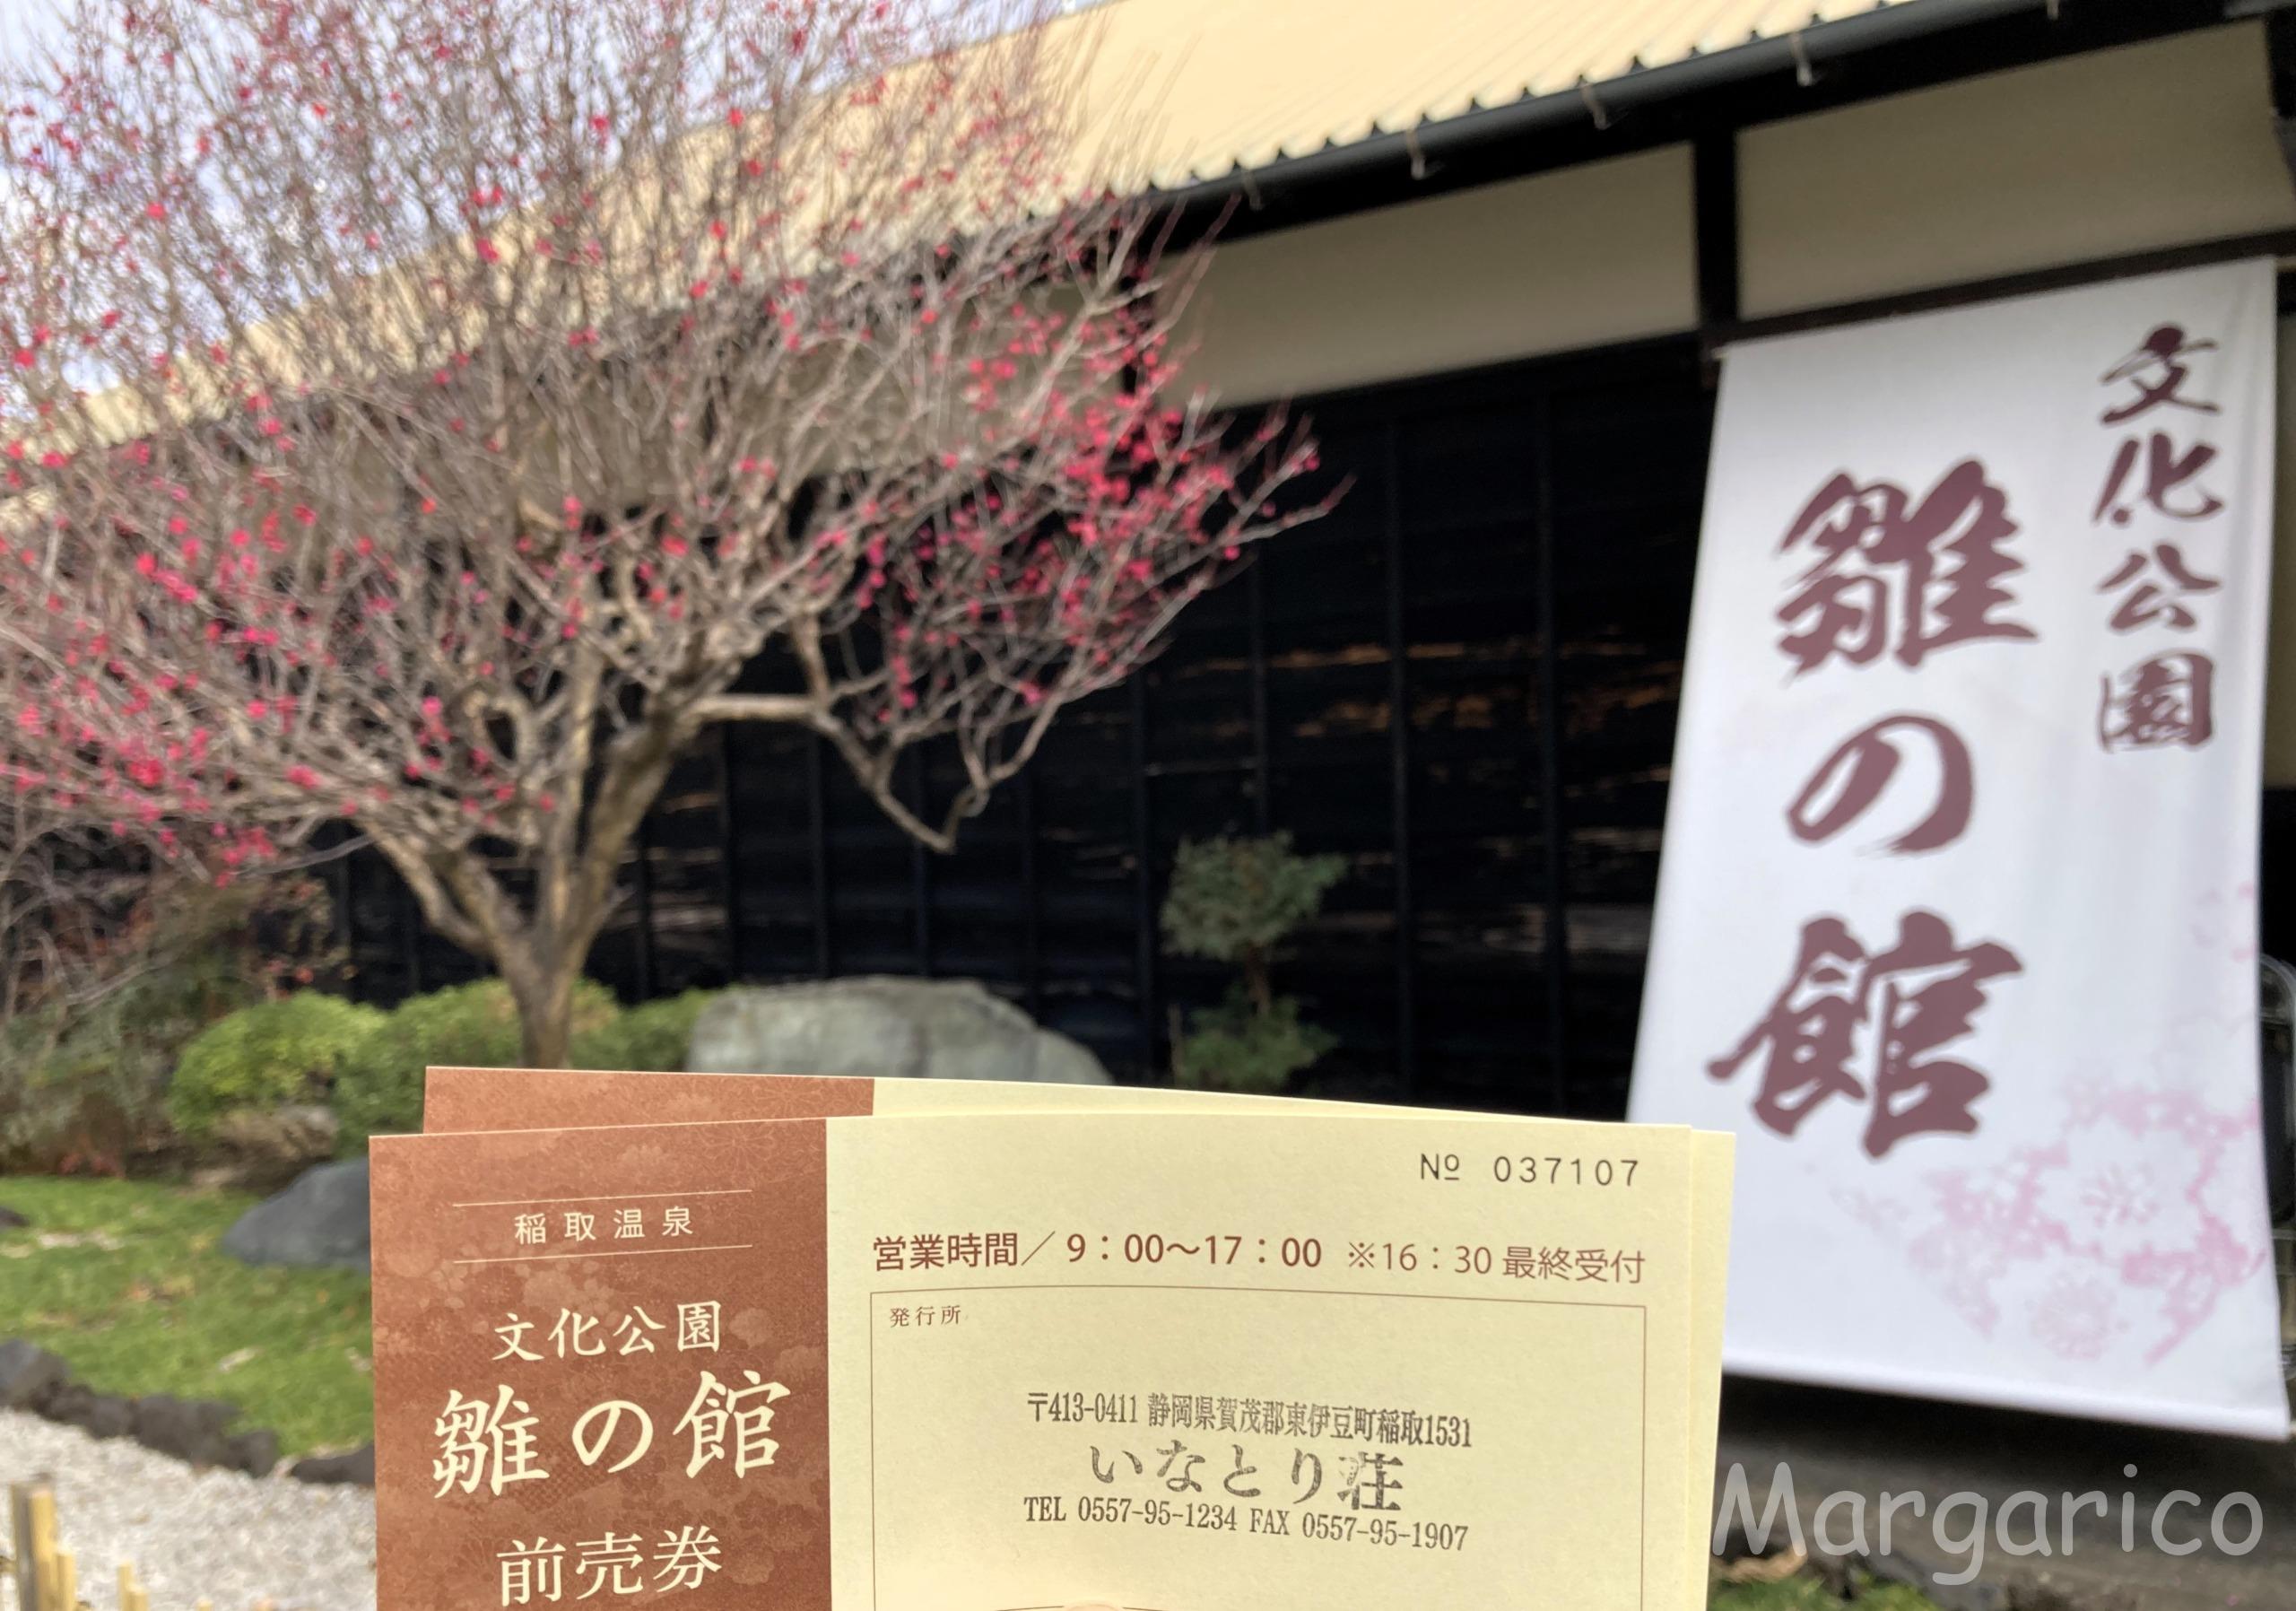 文化公園
雛の館
稲取温泉
文化公園
雛の館
前売券
№ 037107
営業時間／9：00〜17：00 ※16：30最終受付
発行所
〒413-0411 静岡県賀茂郡東伊豆町稲取1531
いなとり荘
TEL 0557-95-1234 FAX 0557-95-1907
Margarico